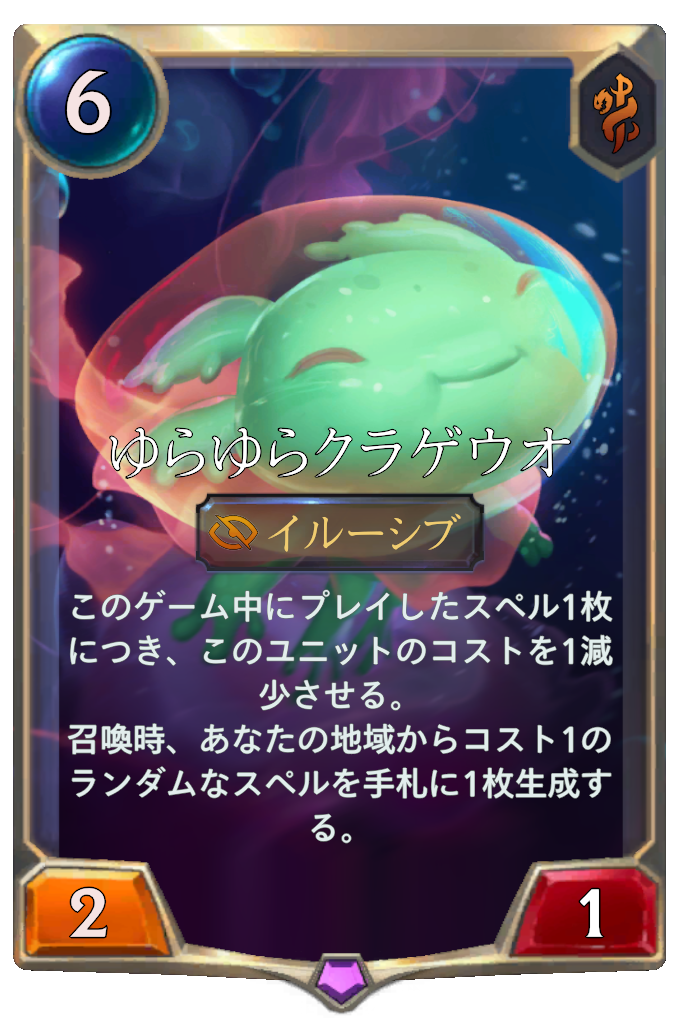 6
ゆらゆらクラゲウオ
イルーシブ
このゲーム中にプレイしたスペル1枚
につき、このユニットのコストを1減
少させる。
召喚時、あなたの地域からコスト1の
ランダムなスペルを手札に1枚生成す
る。
2
1